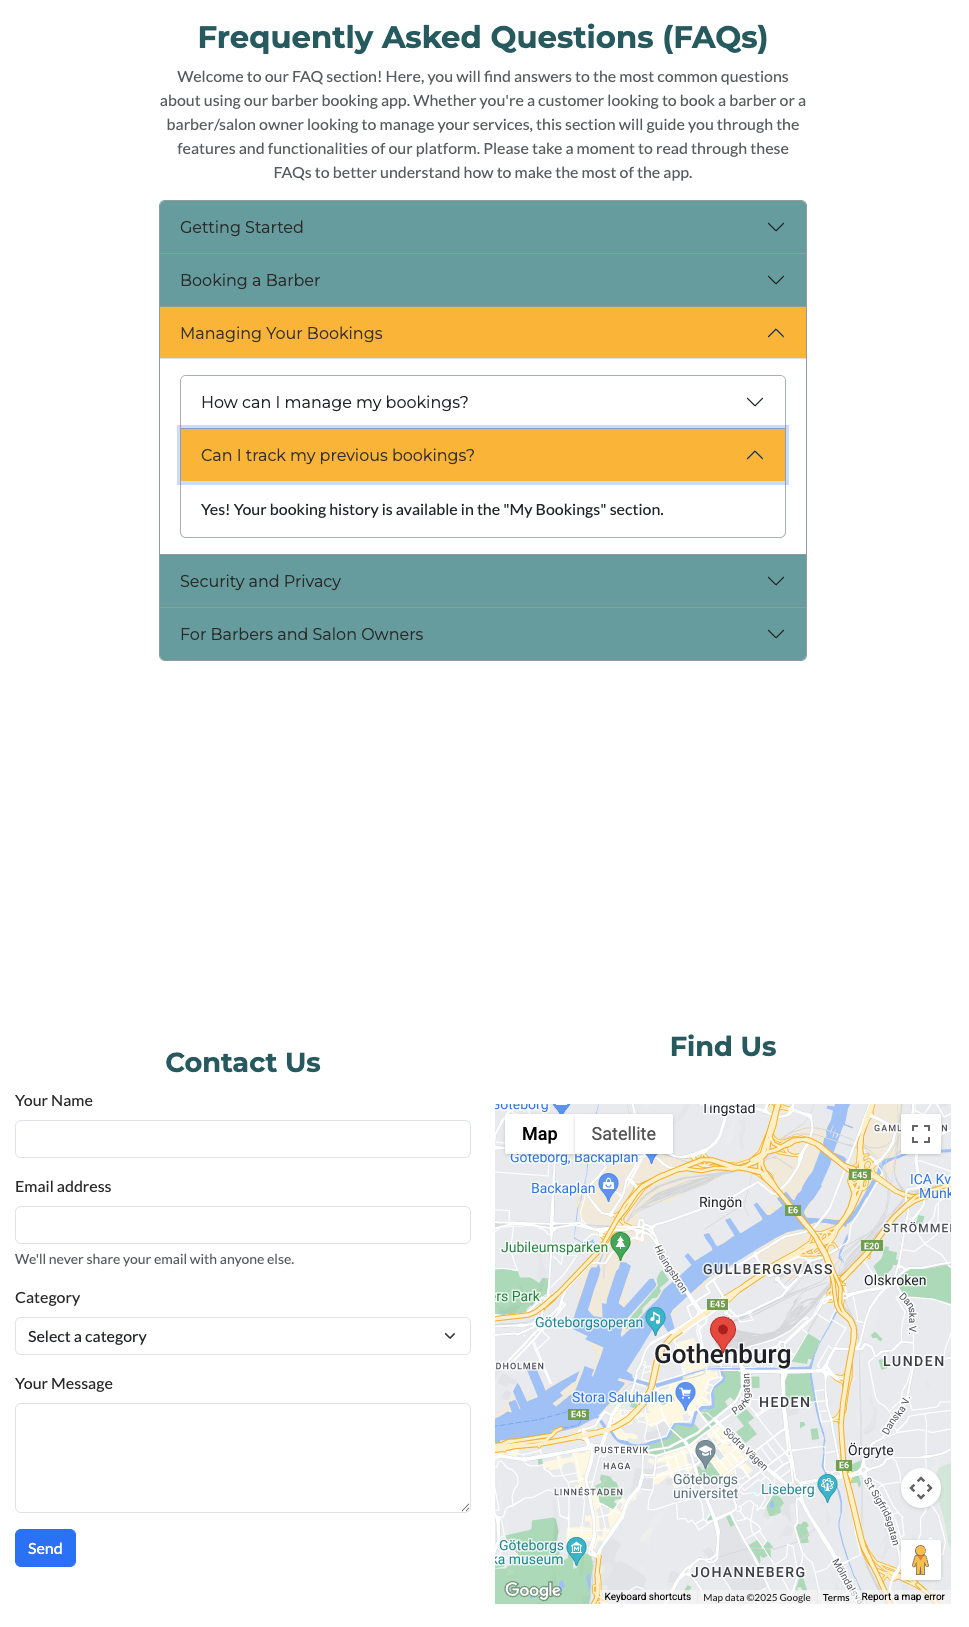 Frequently Asked Questions (FAQs)
Welcome to our FAQ section! Here, you will find answers to the most common questions
about using our barber booking app. Whether you're a customer looking to book a barber or a
barber/salon owner looking to manage your services, this section will guide you through the
features and functionalities of our platform. Please take a moment to read through these
FAQs to better understand how to make the most of the app.
Getting Started
Booking a Barber
Managing Your Bookings
How can I manage my bookings?
Can I track my previous bookings?
Yes! Your booking history is available in the "My Bookings" section.
Security and Privacy
For Barbers and Salon Owners
Contact Us
Your Name
Email address
We'll never share your email with anyone else.
Category
Select a category
Your Message
Send
Find Us
Göteborg
Tingstad
Map
Satellite
Göteborg, Backaplan
Backaplan
Ringön
E45
E6
ICA Kv
Munk
STRÖMME
E20
Jubileumsparken
Hisingsbron
GULLBERGSVASS
Olskroken
rs Park
E45
Danska V.
Göteborgsoperan
Gothenburg
DHOLMEN
LUNDEN
Stora Saluhallen
Parkgatan
HEDEN
E45
Danska V.
PUSTERVIK
HAGA
Södra Vägen
Örgryte
E6
Göteborgs
universitet
LINNÉSTADEN
Liseberg
S:t Sigfridsgatan
Göteborgs
ka museum
JOHANNEBERG
Google
Keyboard shortcuts
Map data ©2025 Google
Terms
Report a map error